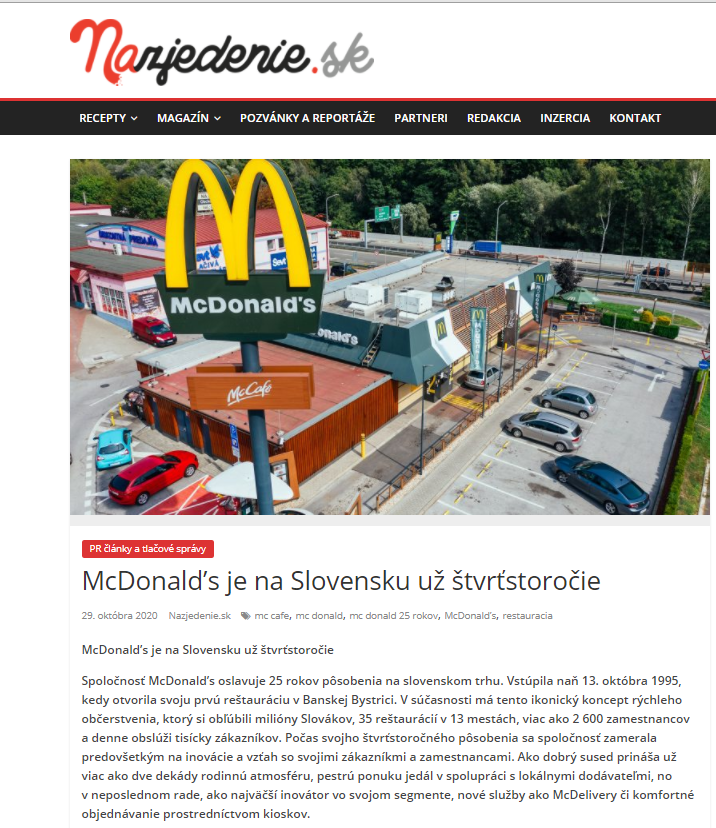 Nazjedenie.sk
RECEPTY MAGAZÍN POZVÁNKY A REPORTÁŽE PARTNERI REDAKCIA INZERCIA KONTAKT
McDonald's
McCafé
PR články a tlačové správy
McDonald’s je na Slovensku už štvrťstoročie
29. októbra 2020 Nazjedenie.sk mc cafe, mc donald, mc donald 25 rokov, McDonald's, restauracia
McDonald’s je na Slovensku už štvrťstoročie
Spoločnosť McDonald’s oslavuje 25 rokov pôsobenia na slovenskom trhu. Vstúpila naň 13. októbra 1995,
kedy otvorila svoju prvú reštauráciu v Banskej Bystrici. V súčasnosti má tento ikonický koncept rýchleho
občerstvenia, ktorý si obľúbili milióny Slovákov, 35 reštaurácií v 13 mestách, viac ako 2 600 zamestnancov
a denne obslúži tisícky zákazníkov. Počas svojho štvrťstoročného pôsobenia sa spoločnosť zamerala
predovšetkým na inovácie a vzťah so svojimi zákazníkmi a zamestnancami. Ako dobrý sused prináša už
viac ako dve dekády rodinnú atmosféru, pestrú ponuku jedál v spolupráci s lokálnymi dodávateľmi, no
v neposlednom rade, ako najväčší inovátor vo svojom segmente, nové služby ako McDelivery či komfortné
objednávanie prostredníctvom kioskov.